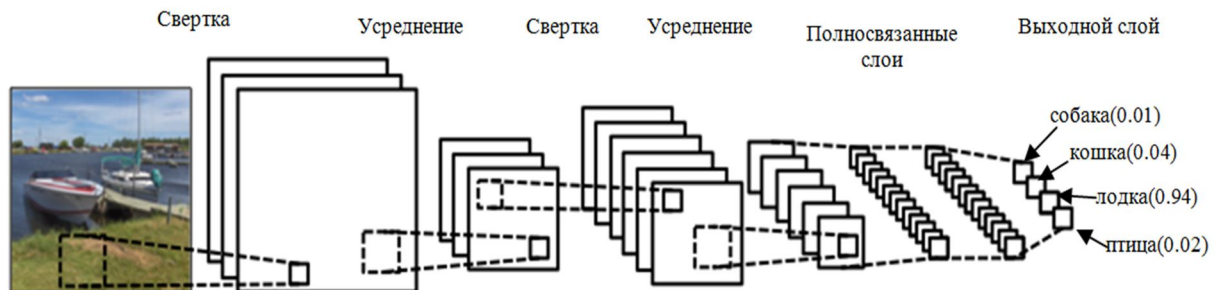 Свертка
Усреднение
Свертка
Усреднение
Полносвязанные
слои
Выходной слой
собака(0.01)
кошка(0.04)
лодка(0.94)
птица(0.02)